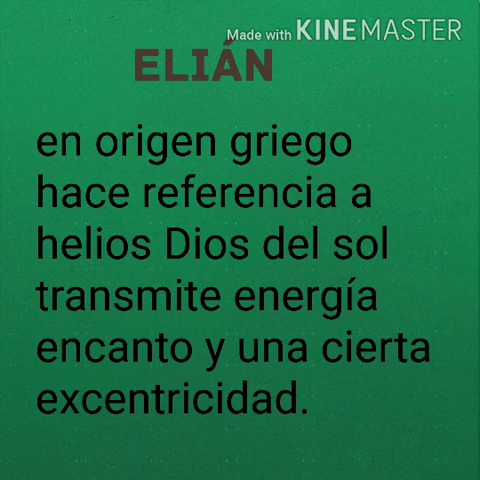 Made with KINEMASTER
ELIÁN
en origen griego
hace referencia a
helios Dios del sol
transmite energía
encanto y una cierta
excentricidad.